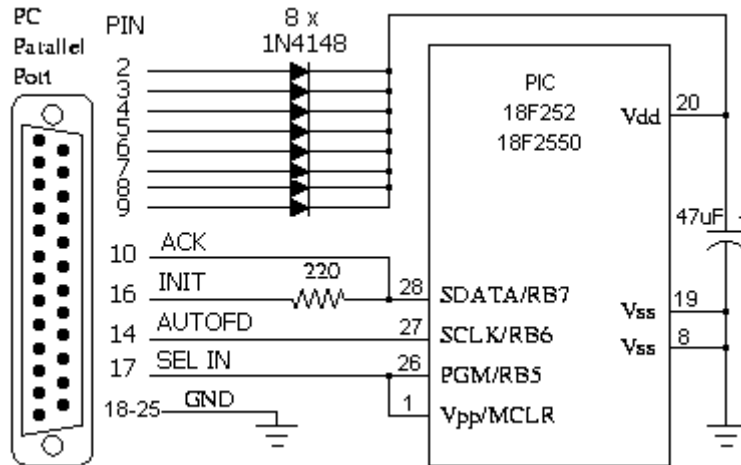 PC
Parallel
Port
PIN
8 x
1N4148
2
3
4
5
6
7
8
9
10 ACK
16 INIT
220
14 AUTOFD
17 SEL IN
18-25 GND
PIC
18F252
18F2550
Vdd 20
47uF
28 SDATA/RB7
27 SCLK/RB6
26 PGM/RB5
1 Vpp/MCLR
Vss 19
Vss 8